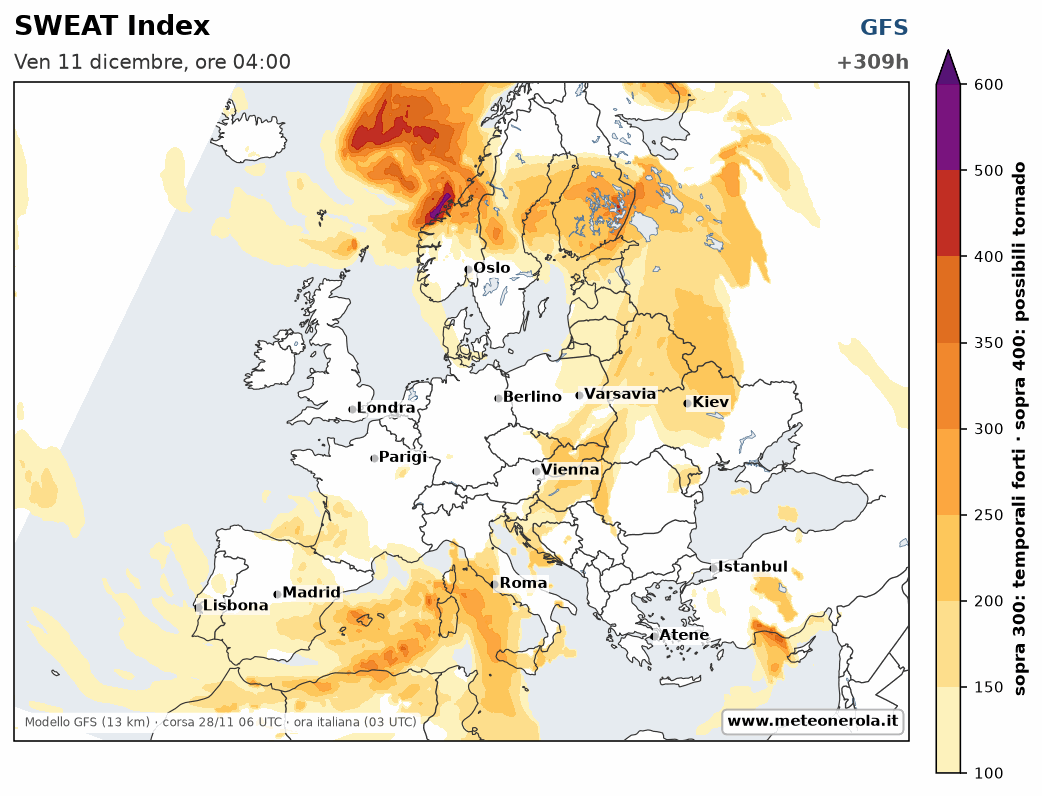 SWEAT Index
GFS
Ven 11 dicembre, ore 04:00
+309h
Oslo
Londra
Berlino
Varsavia
Kiev
Parigi
Vienna
Madrid
Lisbona
Roma
Istanbul
Atene
Modello GFS (13 km) · corsa 28/11 06 UTC · ora italiana (03 UTC)
www.meteonerola.it
600
500
400
350
300
250
200
150
100
sopra 300: temporali forti · sopra 400: possibili tornado